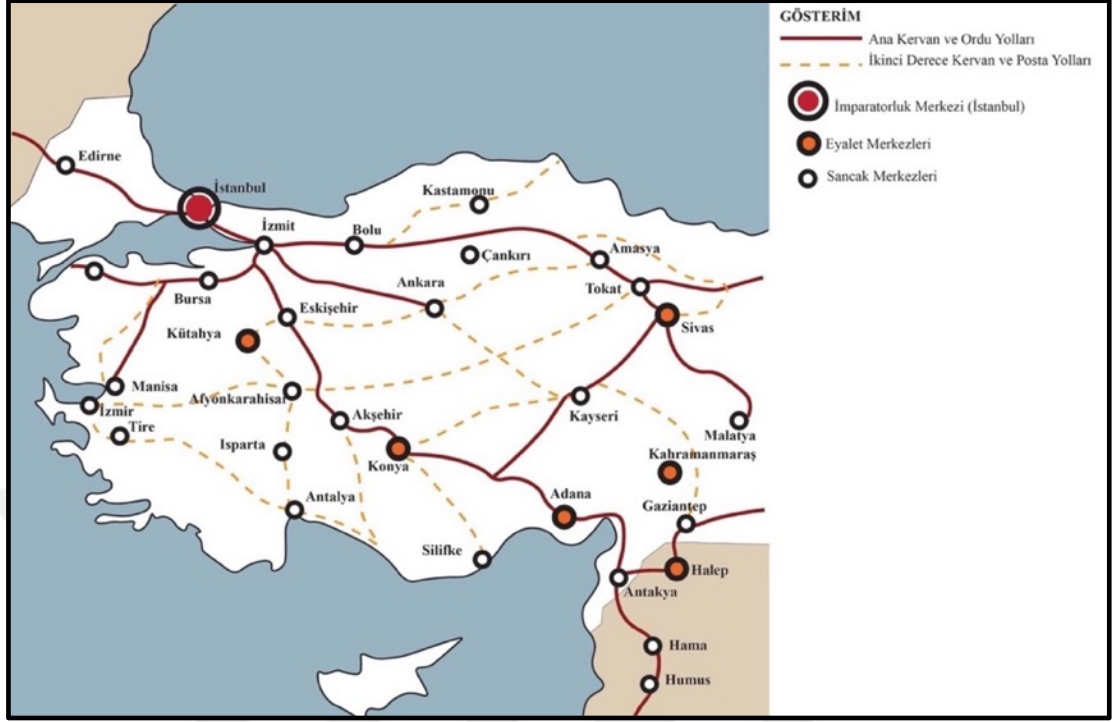 GÖSTERİM
Ana Kervan ve Ordu Yolları
İkinci Derece Kervan ve Posta Yolları
İmparatorluk Merkezi (İstanbul)
Eyalet Merkezleri
Sancak Merkezleri
Edirne
İstanbul
Kastamonu
İzmit
Bolu
Çankırı
Amasya
Ankara
Tokat
Bursa
Eskişehir
Kütahya
Sivas
Manisa
Afyonkarahisar
İzmir
Akşehir
Kayseri
Tire
Isparta
Malatya
Konya
Kahramanmaraş
Antalya
Adana
Gaziantep
Silifke
Halep
Antakya
Hama
Humus